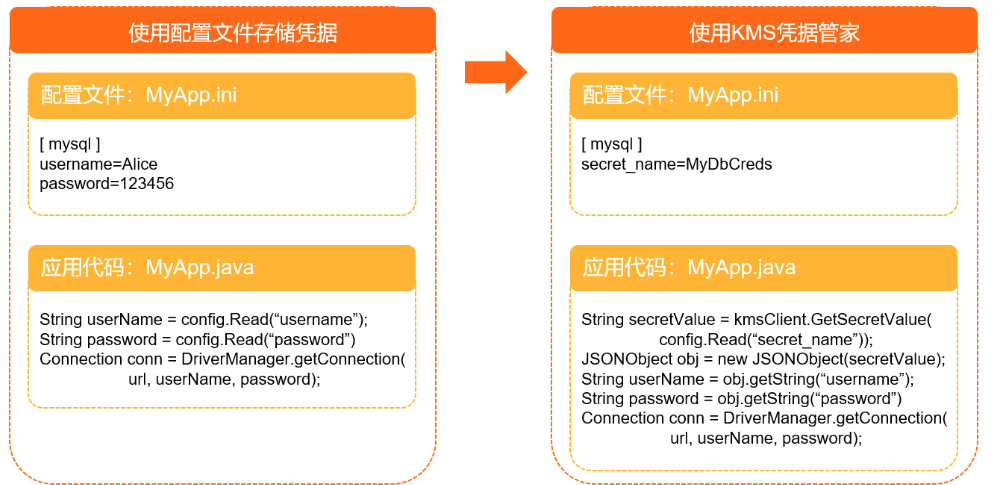 使用配置文件存储凭据
配置文件：MyApp.ini
[ mysql ]
username=Alice
password=123456
应用代码：MyApp.java
String userName = config.Read(“username”);
String password = config.Read(“password”)
Connection conn = DriverManager.getConnection(
url, userName, password);
使用KMS凭据管家
配置文件：MyApp.ini
[ mysql ]
secret_name=MyDbCreds
应用代码：MyApp.java
String secretValue = kmsClient.GetSecretValue(
config.Read(“secret_name”));
JSONObject obj = new JSONObject(secretValue);
String userName = obj.getString(“username”);
String password = obj.getString(“password”)
Connection conn = DriverManager.getConnection(
url, userName, password);